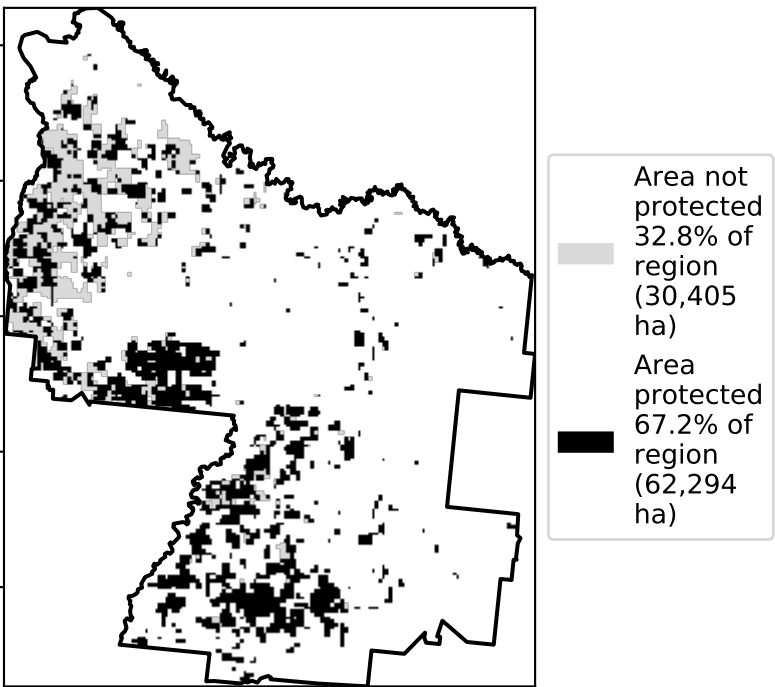 Area not
protected
32.8% of
region
(30,405
ha)
Area
protected
67.2% of
region
(62,294
ha)